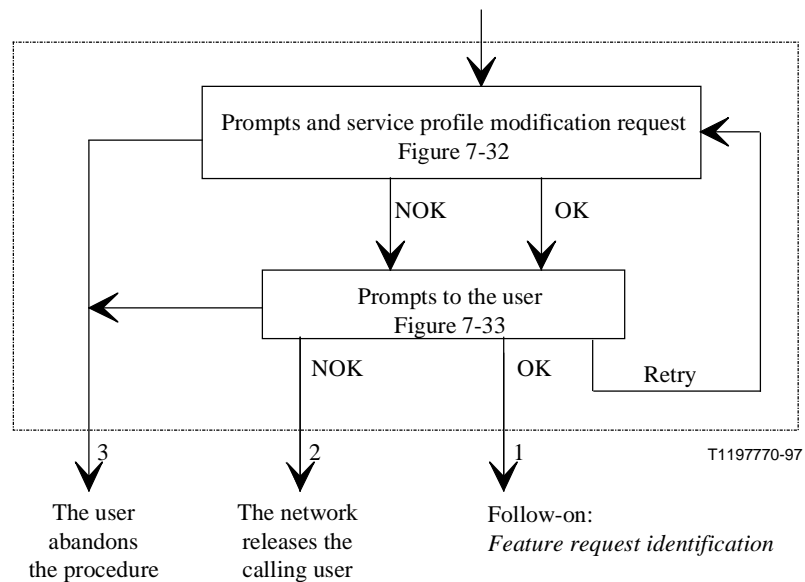 Prompts and service profile modification request
Figure 7-32
NOK
OK
Prompts to the user
Figure 7-33
NOK
OK
Retry
3
2
1
T1197770-97
The user
abandons
the procedure
The network
releases the
calling user
Follow-on:
Feature request identification